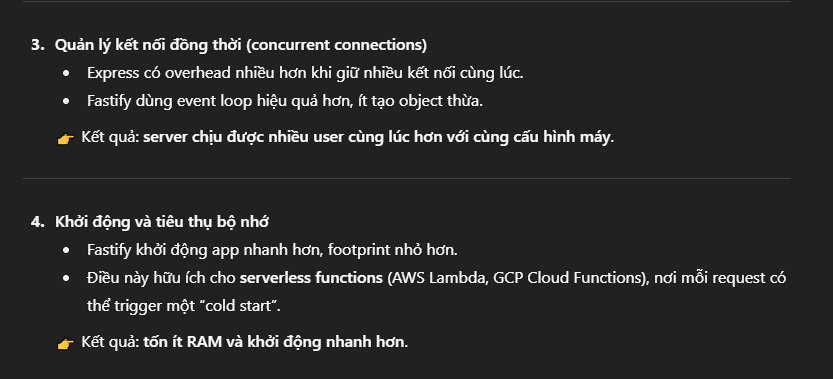 3. Quản lý kết nối đồng thời (concurrent connections)
• Express có overhead nhiều hơn khi giữ nhiều kết nối cùng lúc.
• Fastify dùng event loop hiệu quả hơn, ít tạo object thừa.
👉 Kết quả: server chịu được nhiều user cùng lúc hơn với cùng cấu hình máy.
4. Khởi động và tiêu thụ bộ nhớ
• Fastify khởi động app nhanh hơn, footprint nhỏ hơn.
• Điều này hữu ích cho serverless functions (AWS Lambda, GCP Cloud Functions), nơi mỗi request có
thể trigger một “cold start”.
👉 Kết quả: tốn ít RAM và khởi động nhanh hơn.